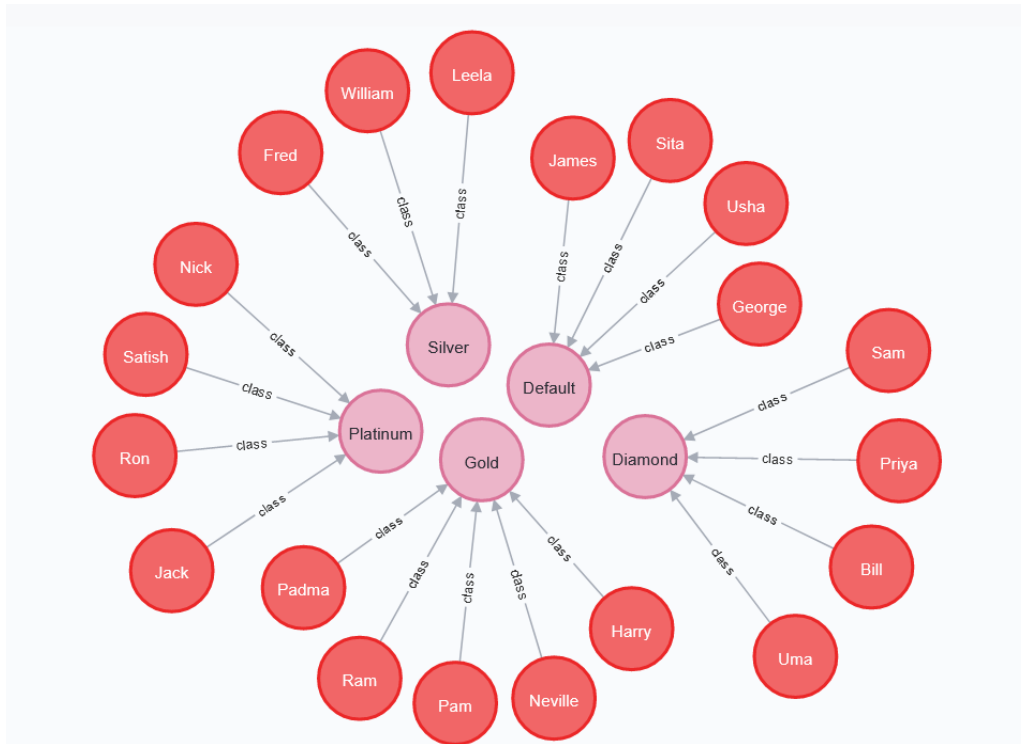 Leela
William
Fred
class
class
class
Silver
James
Sita
Usha
George
class
class
class
class
Default
Nick
Satish
Ron
Jack
class
class
class
class
Platinum
Gold
class
class
class
class
class
Padma
Ram
Pam
Neville
Harry
Diamond
class
class
class
class
Sam
Priya
Bill
Uma